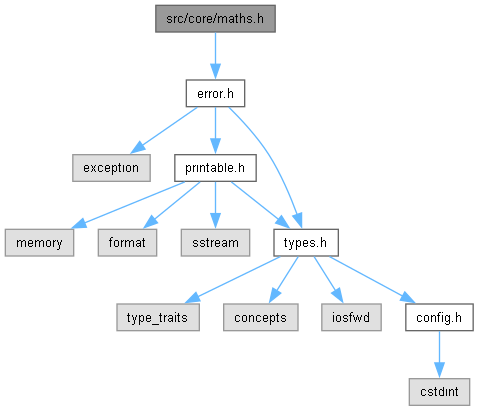 src/core/maths.h
error.h
exception
printable.h
memory
format
sstream
types.h
type_traits
concepts
iosfwd
config.h
cstdint